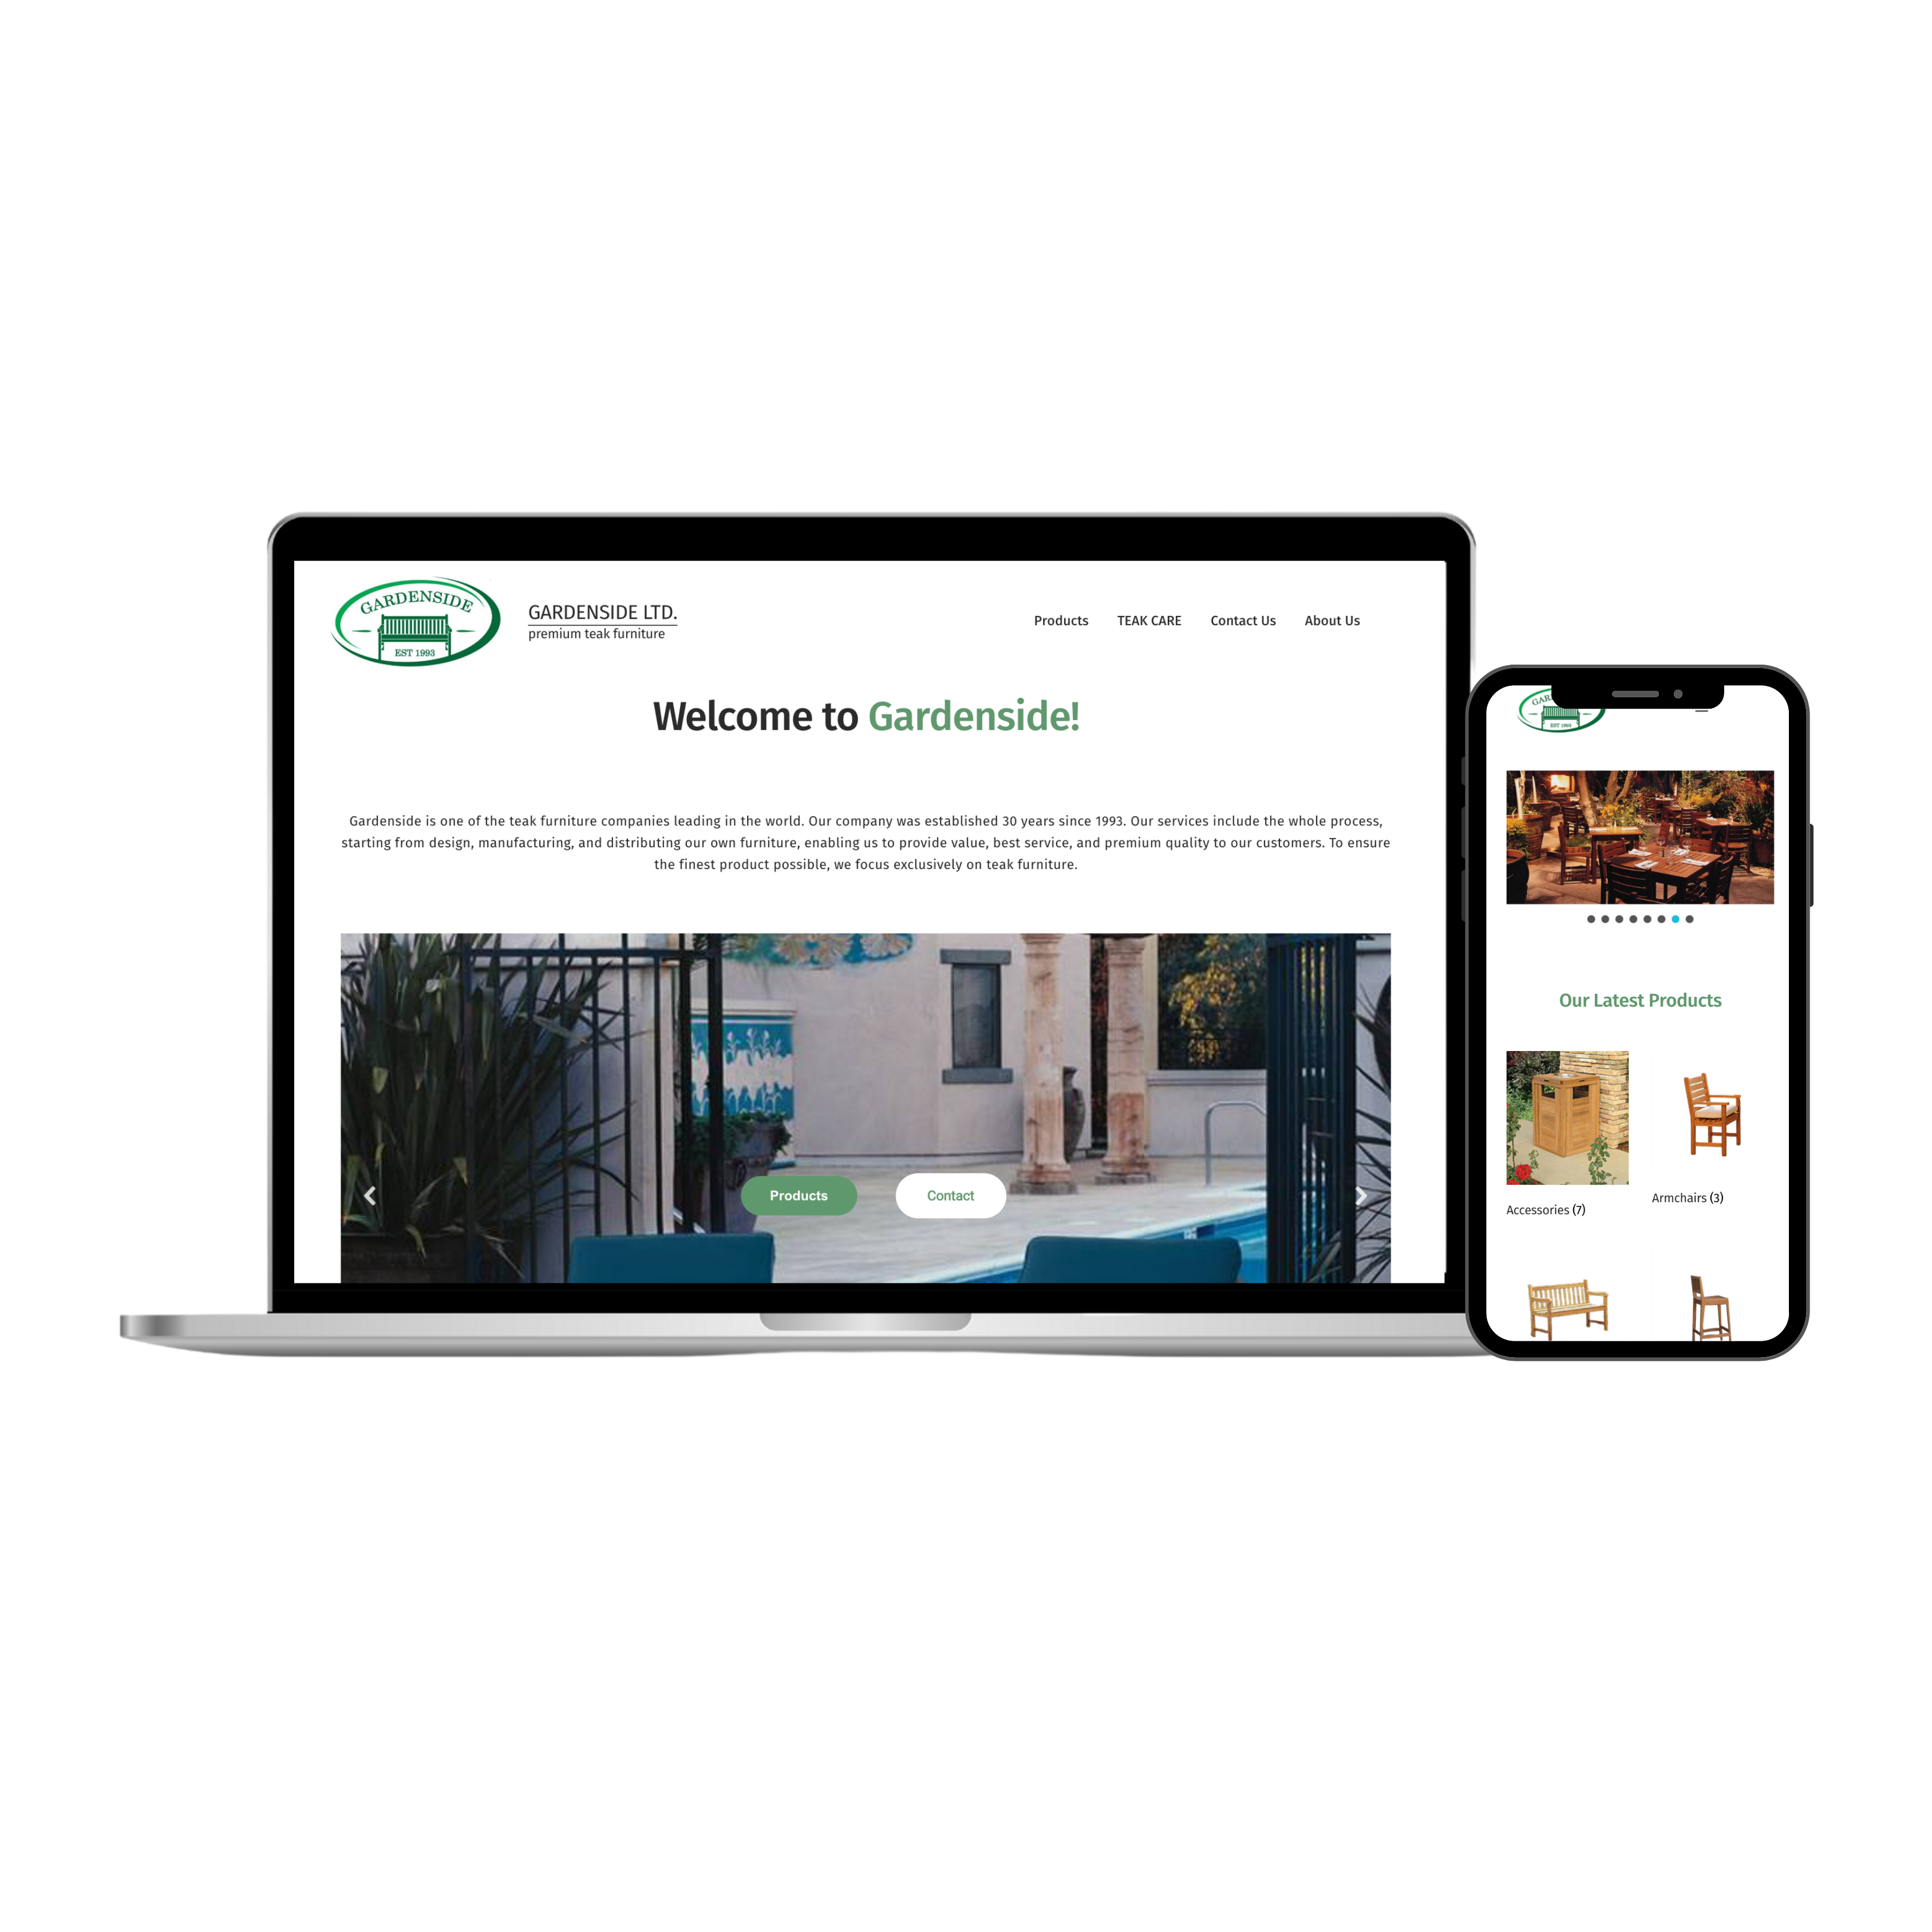 GARDENSIDE
EST 1993
GARDENSIDE LTD.
premium teak furniture
Products
TEAK CARE
Contact Us
About Us
Welcome to Gardenside!
Gardenside is one of the teak furniture companies leading in the world. Our company was established 30 years since 1993. Our services include the whole process,
starting from design, manufacturing, and distributing our own furniture, enabling us to provide value, best service, and premium quality to our customers. To ensure
the finest product possible, we focus exclusively on teak furniture.
Products
Contact
GAR
EST 1993
Our Latest Products
Accessories (7)
Armchairs (3)